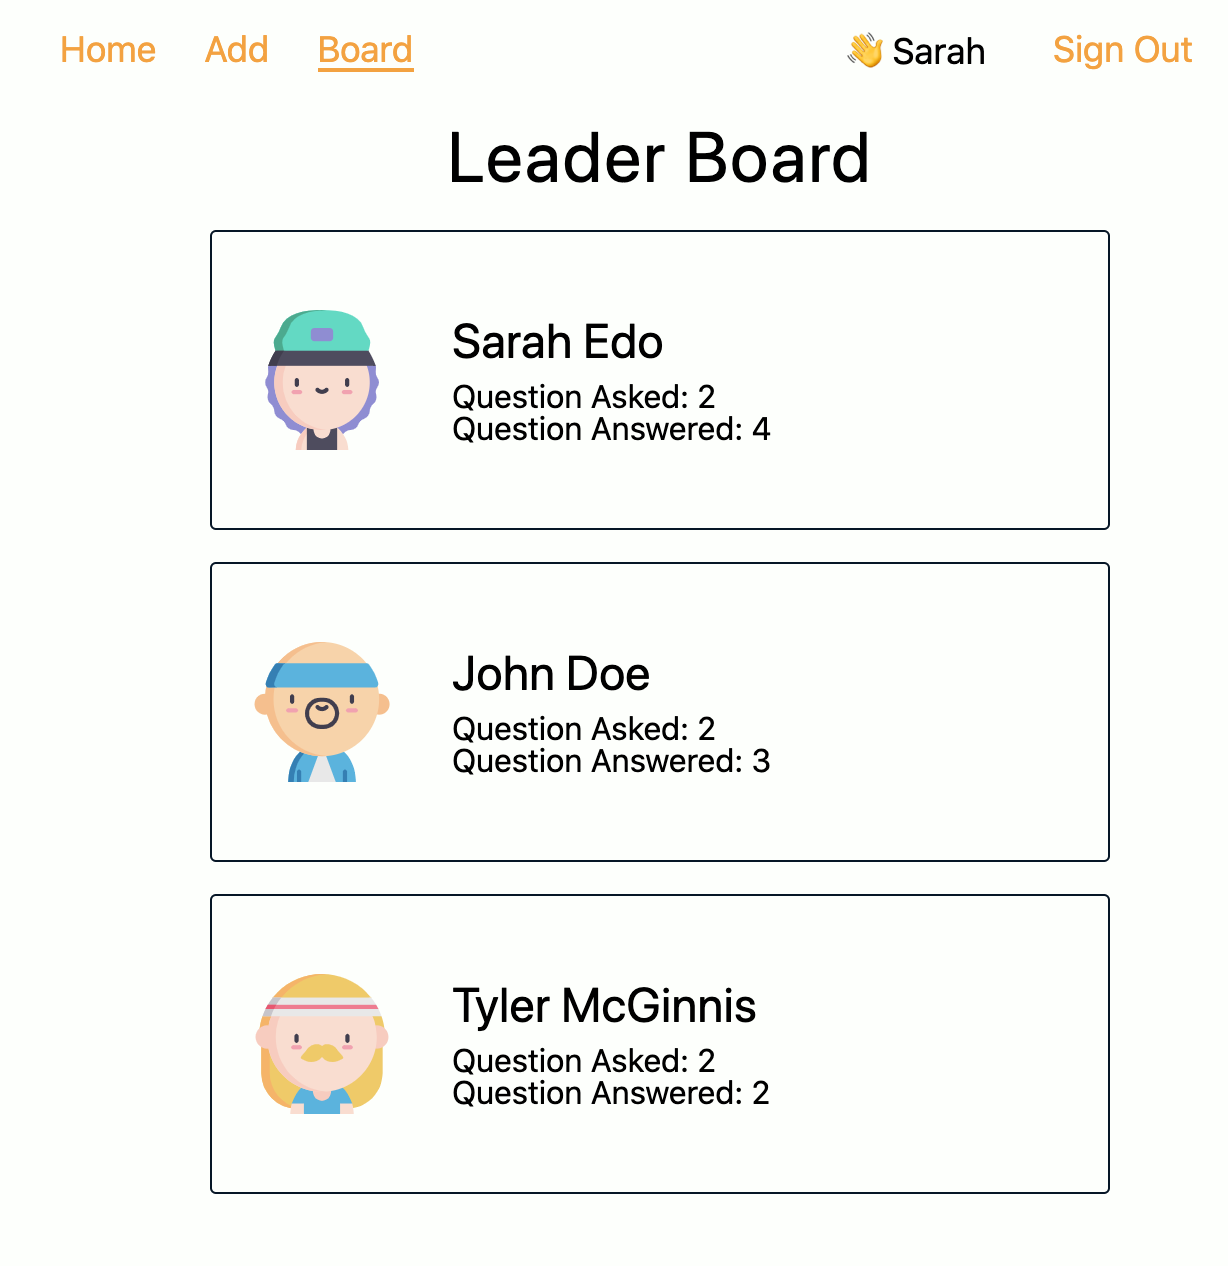 Home Add Board 👋 Sarah Sign Out
Leader Board
Sarah Edo
Question Asked: 2
Question Answered: 4
John Doe
Question Asked: 2
Question Answered: 3
Tyler McGinnis
Question Asked: 2
Question Answered: 2